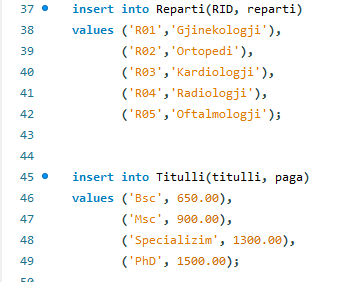 37 insert into Reparti(RID, reparti)
38 values ('R01','Gjinekologji'),
39 ('R02','Ortopedi'),
40 ('R03','Kardiologji'),
41 ('R04','Radiologji'),
42 ('R05','Oftalmologji');
43
44
45 insert into Titulli(titulli, paga)
46 values ('Bsc', 650.00),
47 ('Msc', 900.00),
48 ('Specializim', 1300.00),
49 ('PhD', 1500.00);